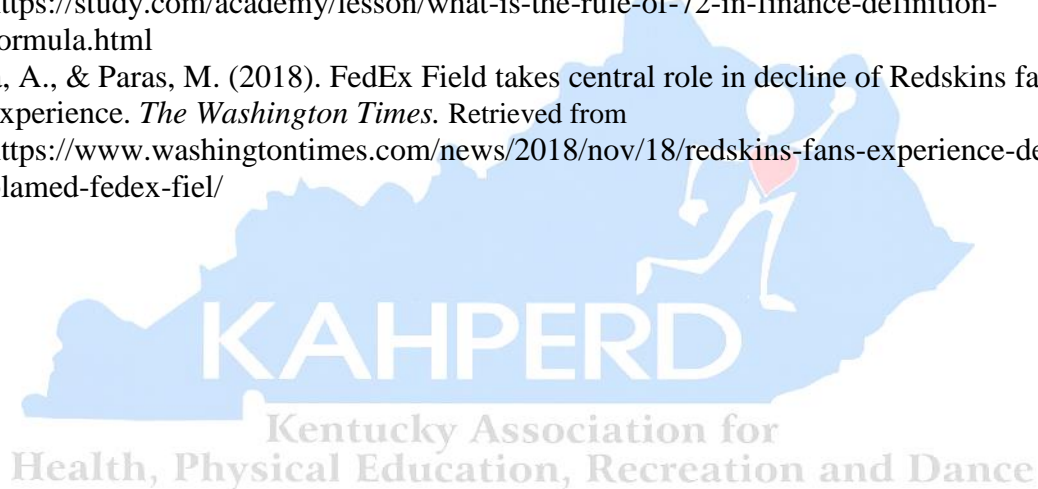 https://study.com/academy/lesson/what-is-the-rule-of-72-in-finance-definition-
formula.html
A., & Paras, M. (2018). FedEx Field takes central role in decline of Redskins
experience. The Washington Times. Retrieved from
https://www.washingtontimes.com/news/2018/nov/18/redskins-fans-experience-de
blamed-fedex-fiel/
KAHPERD
Kentucky Association for
Health, Physical Education, Recreation and Dance